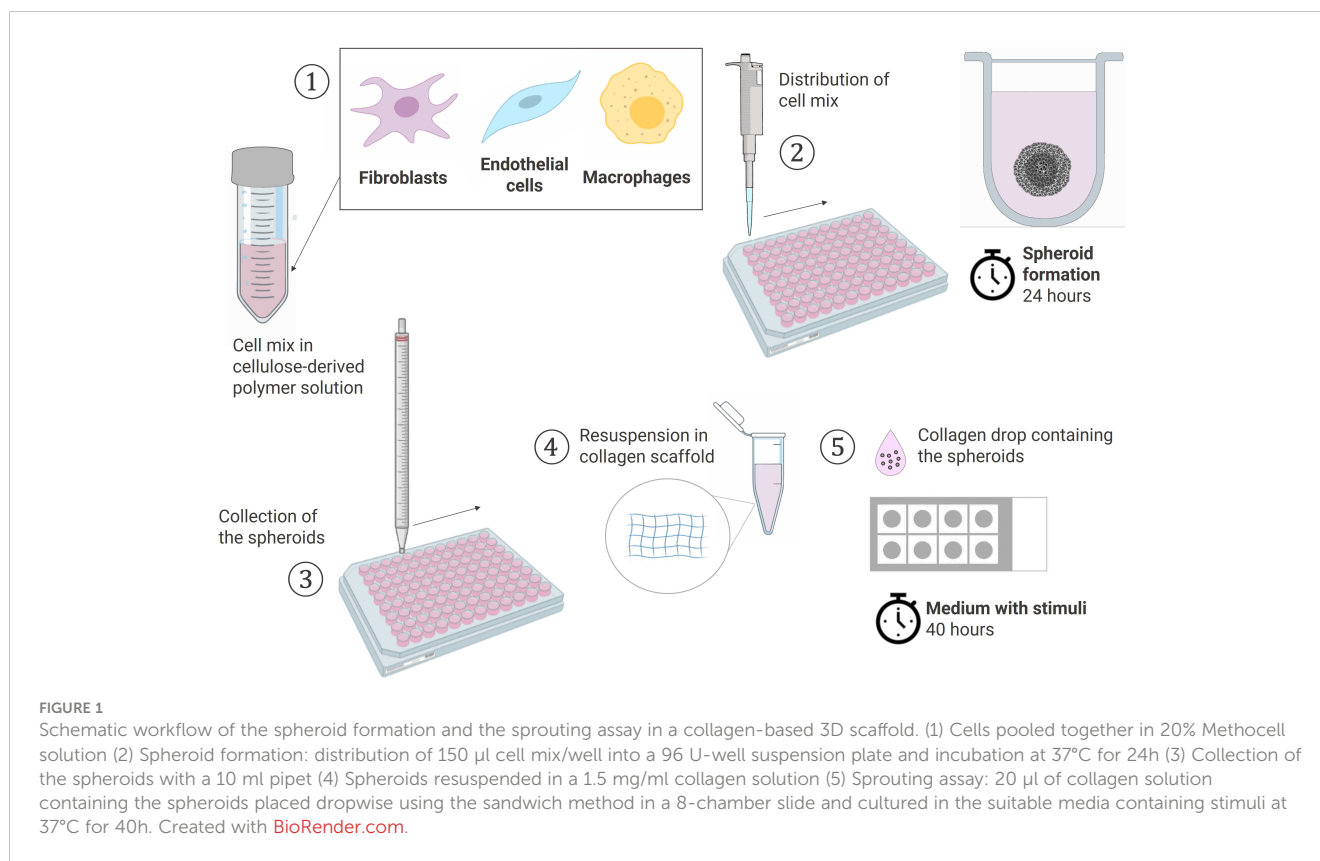 1
Fibroblasts
Endothelial
cells
Macrophages
Cell mix in
cellulose-derived
polymer solution
Distribution of
cell mix
2
Spheroid
formation
24 hours
Collection of
the spheroids
3
4
Resuspension in
collagen scaffold
5
Collagen drop containing
the spheroids
Medium with stimuli
40 hours
FIGURE 1
Schematic workflow of the spheroid formation and the sprouting assay in a collagen-based 3D scaffold. (1) Cells pooled together in 20% Methocell
solution (2) Spheroid formation: distribution of 150 µl cell mix/well into a 96 U-well suspension plate and incubation at 37°C for 24h (3) Collection of
the spheroids with a 10 ml pipet (4) Spheroids resuspended in a 1.5 mg/ml collagen solution (5) Sprouting assay: 20 µl of collagen solution
containing the spheroids placed dropwise using the sandwich method in a 8-chamber slide and cultured in the suitable media containing stimuli at
37°C for 40h. Created with BioRender.com.